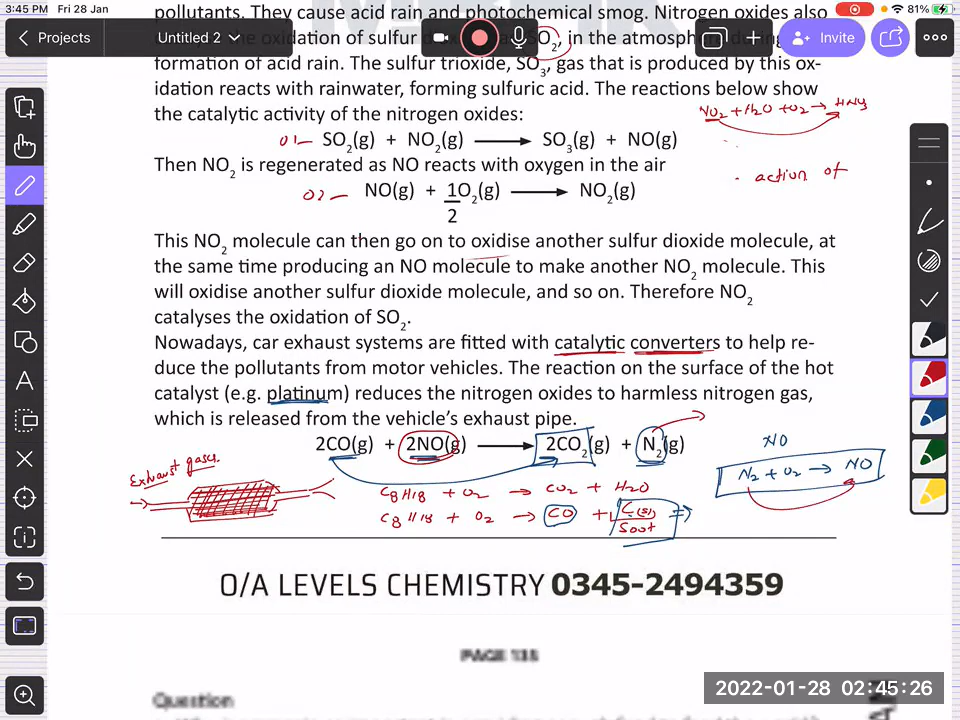 3:45 PM Fri 28 Jan
81%
Projects
Untitled 2
Invite
pollutants. They cause acid rain and photochemical smog. Nitrogen oxides also
the oxidation of sulfur in the atmosphere
formation of acid rain. The sulfur trioxide, SO3, gas that is produced by this ox-
idation reacts with rainwater, forming sulfuric acid. The reactions below show
the catalytic activity of the nitrogen oxides:
NO2 + H2O + O2 → HNO3
01- SO2(g) + NO2(g) → SO3(g) + NO(g)
Then NO2 is regenerated as NO reacts with oxygen in the air
action of
02- NO(g) + 1/2 O2(g) → NO2(g)
This NO2 molecule can then go on to oxidise another sulfur dioxide molecule, at
the same time producing an NO molecule to make another NO2 molecule. This
will oxidise another sulfur dioxide molecule, and so on. Therefore NO2
catalyses the oxidation of SO2.
Nowadays, car exhaust systems are fitted with catalytic converters to help re-
duce the pollutants from motor vehicles. The reaction on the surface of the hot
catalyst (e.g. platinum) reduces the nitrogen oxides to harmless nitrogen gas,
which is released from the vehicle's exhaust pipe.
2CO(g) + 2NO(g) → 2CO2(g) + N2(g)
NO
Exhaust gases
N2 + O2 → NO
C8H18 + O2 → CO2 + H2O
C8H18 + O2 → CO + C(s)
Soot
O/A LEVELS CHEMISTRY 0345-2494359
PAGE 135
Question
2022-01-28 02:45:26